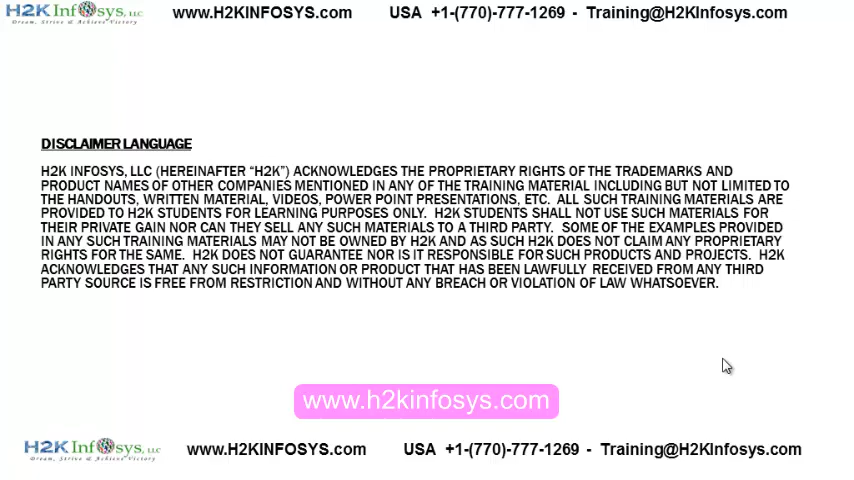 H2K Infosys, LLC www.H2KINFOSYS.com USA +1-(770)-777-1269 - Training@H2KInfosys.com
Dream, Strive & Achieve Victory
DISCLAIMER LANGUAGE
H2K INFOSYS, LLC (HEREINAFTER “H2K”) ACKNOWLEDGES THE PROPRIETARY RIGHTS OF THE TRADEMARKS AND
PRODUCT NAMES OF OTHER COMPANIES MENTIONED IN ANY OF THE TRAINING MATERIAL INCLUDING BUT NOT LIMITED TO
THE HANDOUTS, WRITTEN MATERIAL, VIDEOS, POWER POINT PRESENTATIONS, ETC. ALL SUCH TRAINING MATERIALS ARE
PROVIDED TO H2K STUDENTS FOR LEARNING PURPOSES ONLY. H2K STUDENTS SHALL NOT USE SUCH MATERIALS FOR
THEIR PRIVATE GAIN NOR CAN THEY SELL ANY SUCH MATERIALS TO A THIRD PARTY. SOME OF THE EXAMPLES PROVIDED
IN ANY SUCH TRAINING MATERIALS MAY NOT BE OWNED BY H2K AND AS SUCH H2K DOES NOT CLAIM ANY PROPRIETARY
RIGHTS FOR THE SAME. H2K DOES NOT GUARANTEE NOR IS IT RESPONSIBLE FOR SUCH PRODUCTS AND PROJECTS. H2K
ACKNOWLEDGES THAT ANY SUCH INFORMATION OR PRODUCT THAT HAS BEEN LAWFULLY RECEIVED FROM ANY THIRD
PARTY SOURCE IS FREE FROM RESTRICTION AND WITHOUT ANY BREACH OR VIOLATION OF LAW WHATSOEVER.
www.h2kinfosys.com
H2K Infosys, LLC www.H2KINFOSYS.com USA +1-(770)-777-1269 - Training@H2KInfosys.com
Dream, Strive & Achieve Victory